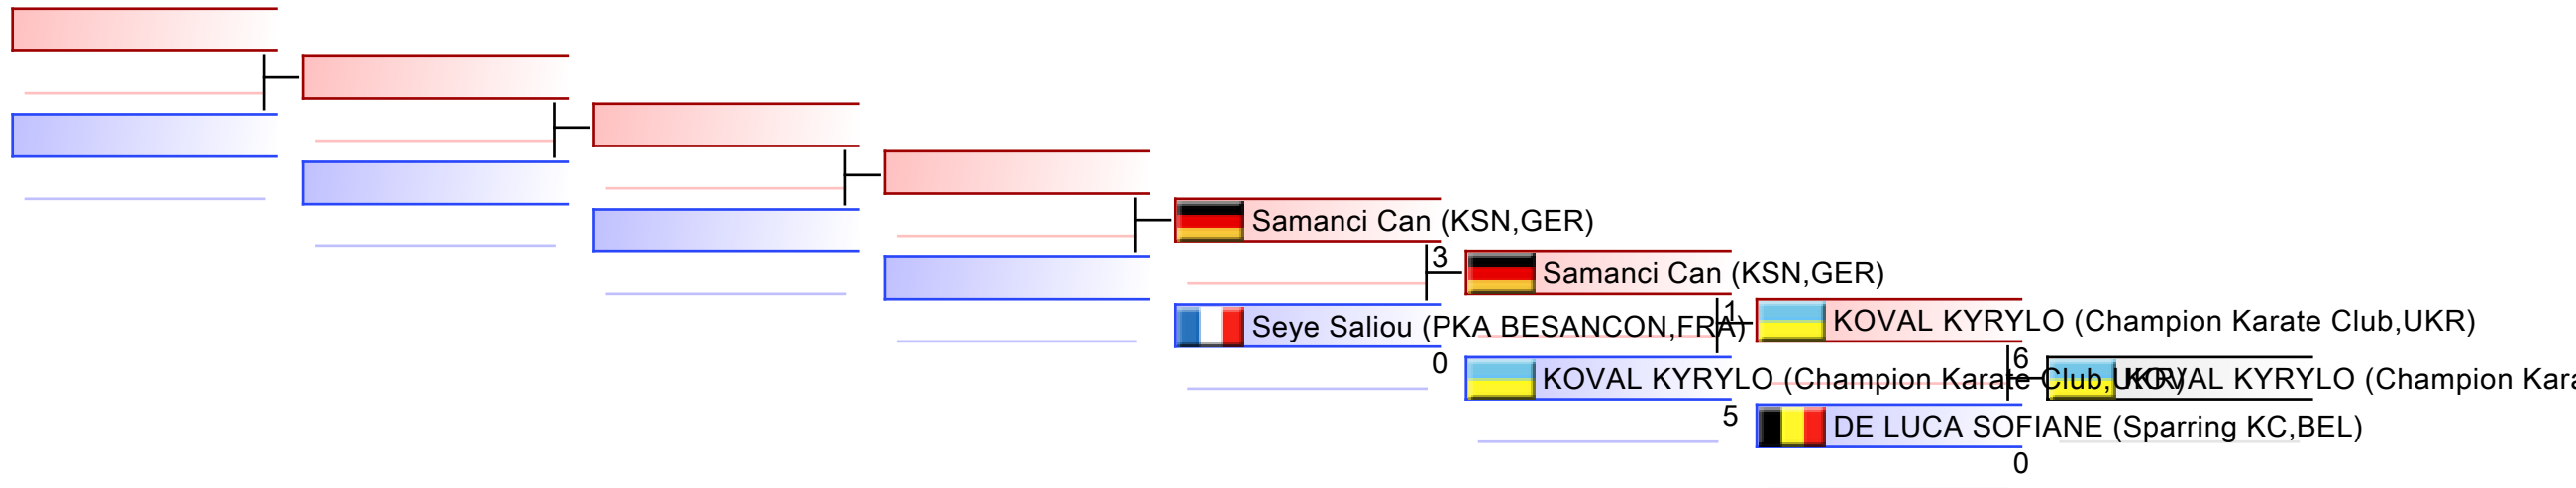 Samanci Can (KSN,GER)
3
Samanci Can (KSN,GER)
Seye Saliou (PKA BESANCON,FRA)
0
1
KOVAL KYRYLO (Champion Karate Club,UKR)
KOVAL KYRYLO (Champion Karate Club,UKR)
5
6
KOVAL KYRYLO (Champion
DE LUCA SOFIANE (Sparring KC,BEL)
0